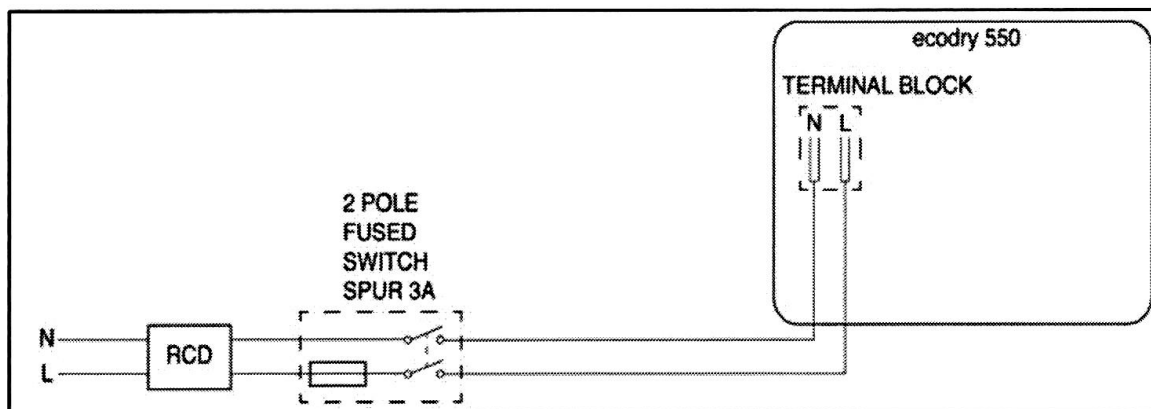 ecodry 550
TERMINAL BLOCK
N L
2 POLE
FUSED
SWITCH
SPUR 3A
N
RCD
L